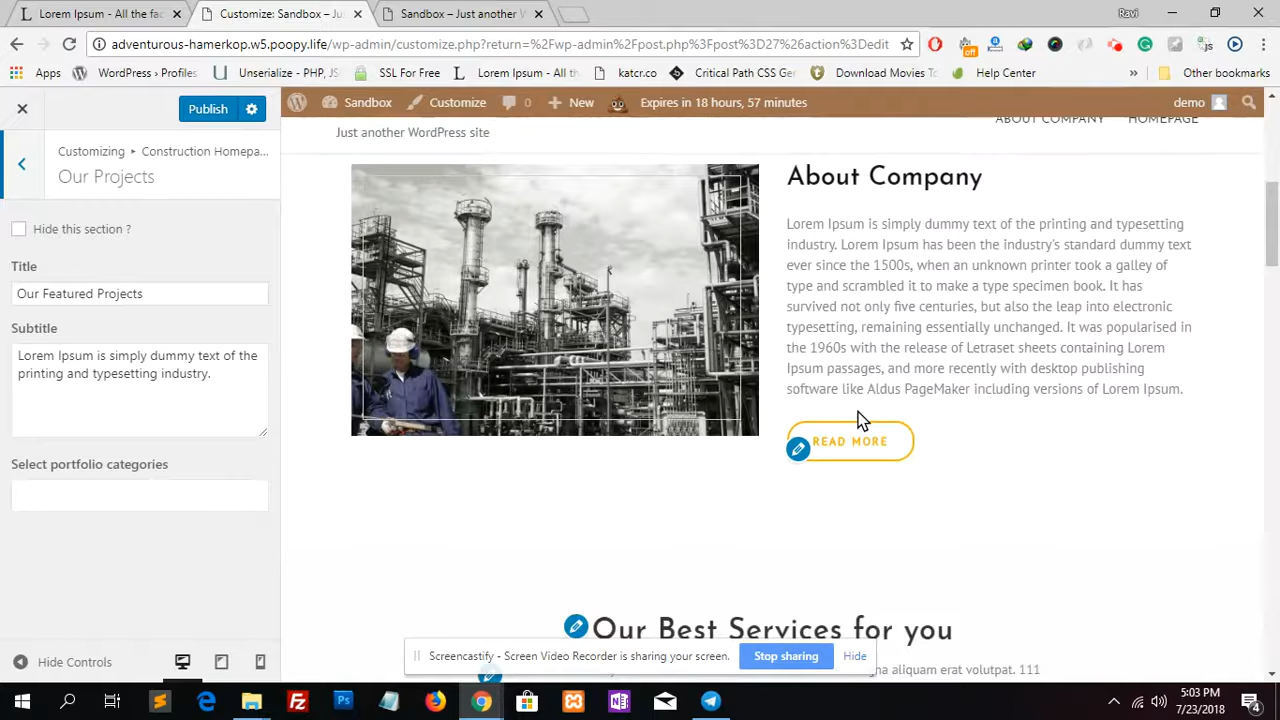 Lorem Ipsum - All the fac
Customize: Sandbox – Jus
Sandbox – Just another W
Ravi
adventurous-hamerkop.w5.poopy.life/wp-admin/customize.php?return=%2Fwp-admin%2Fpost.php%3Fpost%3D27%26action%3Dedit
off
Apps
WordPress › Profiles
Unserialize - PHP, JS
SSL For Free
Lorem Ipsum - All th
katcr.co
Critical Path CSS Ge
Download Movies T
Help Center
»
Other bookmarks
Publish
Sandbox
Customize
0
New
Expires in 18 hours, 57 minutes
demo
Customizing ▸ Construction Homepa...
Our Projects
Hide this section ?
Title
Our Featured Projects
Subtitle
Lorem Ipsum is simply dummy text of the
printing and typesetting industry.
Select portfolio categories
Hide Controls
Just another WordPress site
ABOUT COMPANY
HOMEPAGE
About Company
Lorem Ipsum is simply dummy text of the printing and typesetting
industry. Lorem Ipsum has been the industry's standard dummy text
ever since the 1500s, when an unknown printer took a galley of
type and scrambled it to make a type specimen book. It has
survived not only five centuries, but also the leap into electronic
typesetting, remaining essentially unchanged. It was popularised in
the 1960s with the release of Letraset sheets containing Lorem
Ipsum passages, and more recently with desktop publishing
software like Aldus PageMaker including versions of Lorem Ipsum.
READ MORE
Our Best Services for you
Screencastify - Screen Video Recorder is sharing your screen.
Stop sharing
Hide
na aliquam erat volutpat. 111
5:03 PM
7/23/2018
4